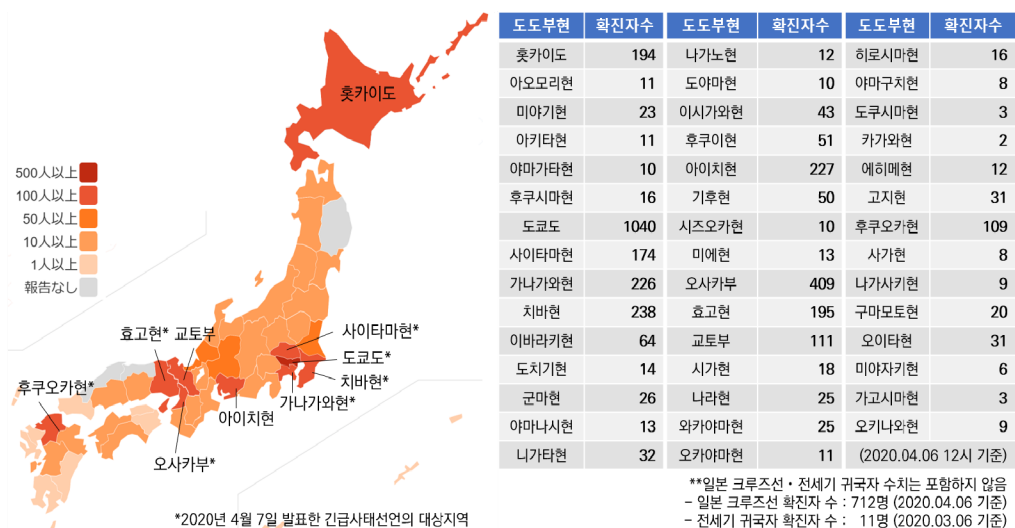 홋카이도
500人以上
100人以上
50人以上
10人以上
1人以上
報告なし
효고현* 교토부
사이타마현*
도쿄도*
치바현*
후쿠오카현*
가나가와현*
아이치현
오사카부*
*2020년 4월 7일 발표한 긴급사태선언의 대상지역
도도부현 확진자수 도도부현 확진자수 도도부현 확진자수
홋카이도 194 나가노현 12 히로시마현 16
아오모리현 11 도야마현 10 야마구치현 8
미야기현 23 이시가와현 43 도쿠시마현 3
아키타현 11 후쿠이현 51 카가와현 2
야마가타현 10 아이치현 227 에히메현 12
후쿠시마현 16 기후현 50 고지현 31
도쿄도 1040 시즈오카현 10 후쿠오카현 109
사이타마현 174 미에현 13 사가현 8
가나가와현 226 오사카부 409 나가사키현 9
치바현 238 효고현 195 구마모토현 20
이바라키현 64 교토부 111 오이타현 31
도치기현 14 시가현 18 미야자키현 6
군마현 26 나라현 25 가고시마현 3
야마나시현 13 와카야마현 25 오키나와현 9
니가타현 32 오카야마현 11 (2020.04.06 12시 기준)
**일본 크루즈선・전세기 귀국자 수치는 포함하지 않음
- 일본 크루즈선 확진자 수 : 712명 (2020.04.06 기준)
- 전세기 귀국자 확진자 수 : 11명 (2020.03.06 기준)